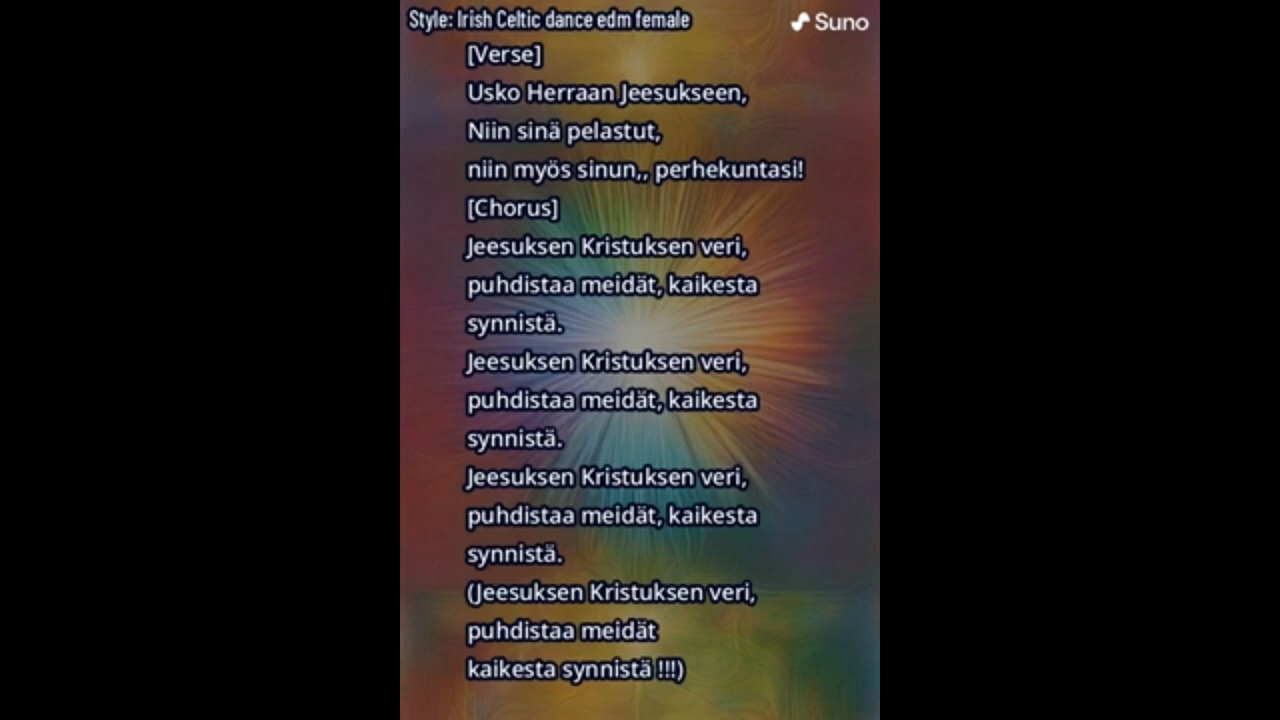 Style: Irish Celtic dance edm female
Suno
[Verse]
Usko Herraan Jeesukseen,
Niin sinä pelastut,
niin myös sinun,, perhekuntasi!
[Chorus]
Jeesuksen Kristuksen veri,
puhdistaa meidät, kaikesta
synnistä.
Jeesuksen Kristuksen veri,
puhdistaa meidät, kaikesta
synnistä.
Jeesuksen Kristuksen veri,
puhdistaa meidät, kaikesta
synnistä.
(Jeesuksen Kristuksen veri,
puhdistaa meidät
kaikesta synnistä !!!)